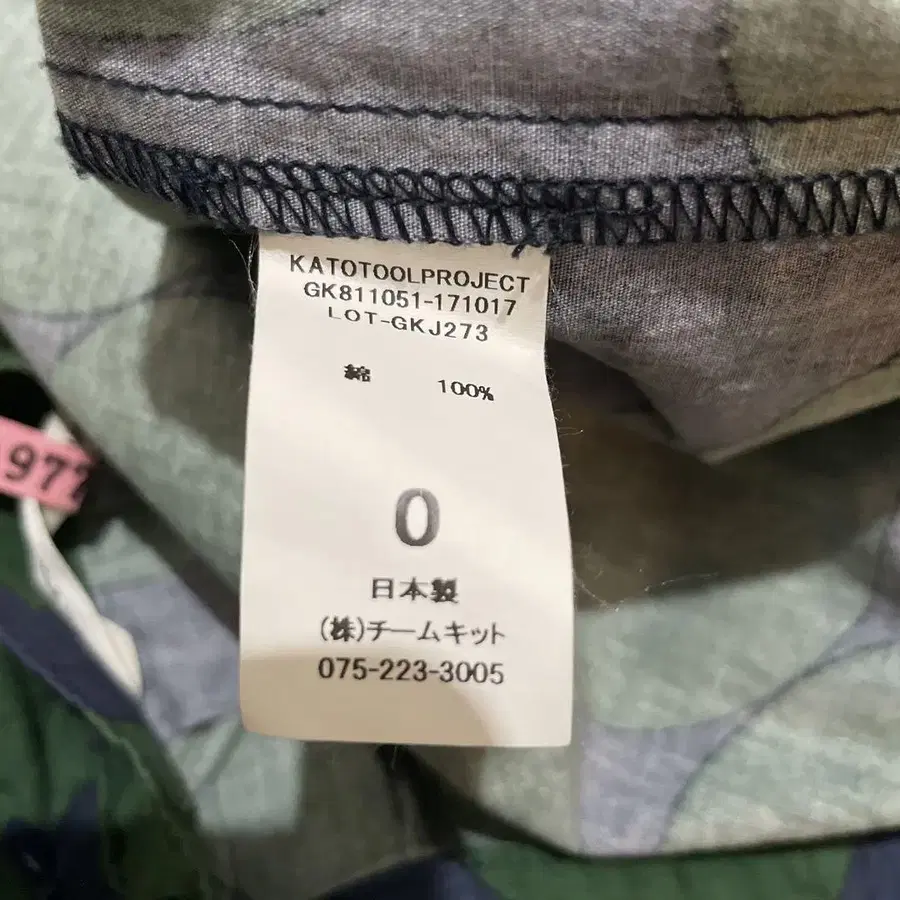 KATOTOOLPROJECT
GK811051-171017
LOT-GKJ273
綿 100%
0
日本製
(株)チームキット
075-223-3005